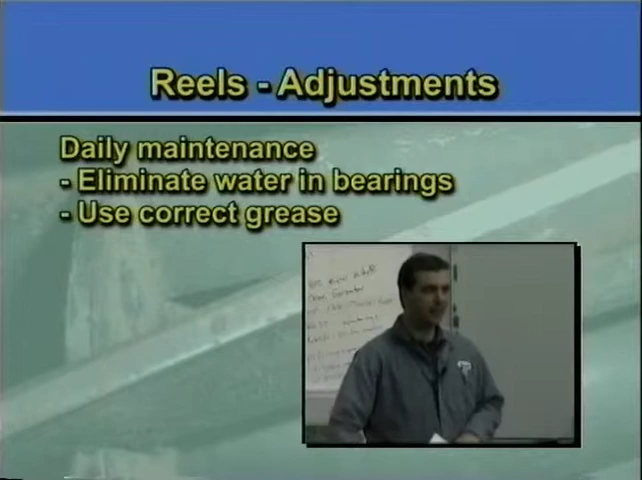 Reels - Adjustments
Daily maintenance
- Eliminate water in bearings
- Use correct grease